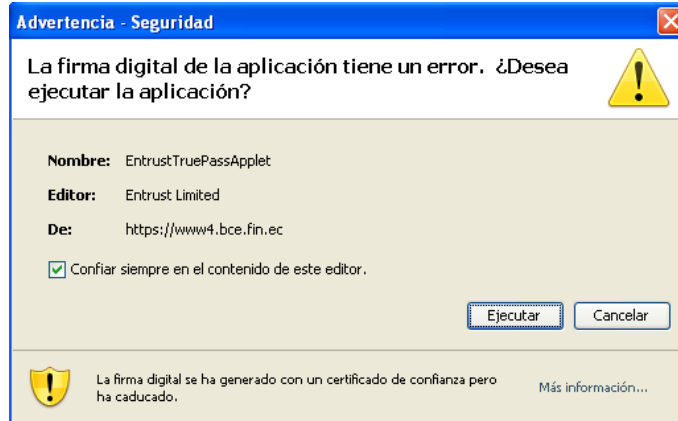 Advertencia - Seguridad
La firma digital de la aplicación tiene un error. ¿Desea
ejecutar la aplicación?
Nombre: EntrustTruePassApplet
Editor: Entrust Limited
De: https://www4.bce.fin.ec
Confiar siempre en el contenido de este editor.
Ejecutar Cancelar
La firma digital se ha generado con un certificado de confianza pero
ha caducado.
Más información...